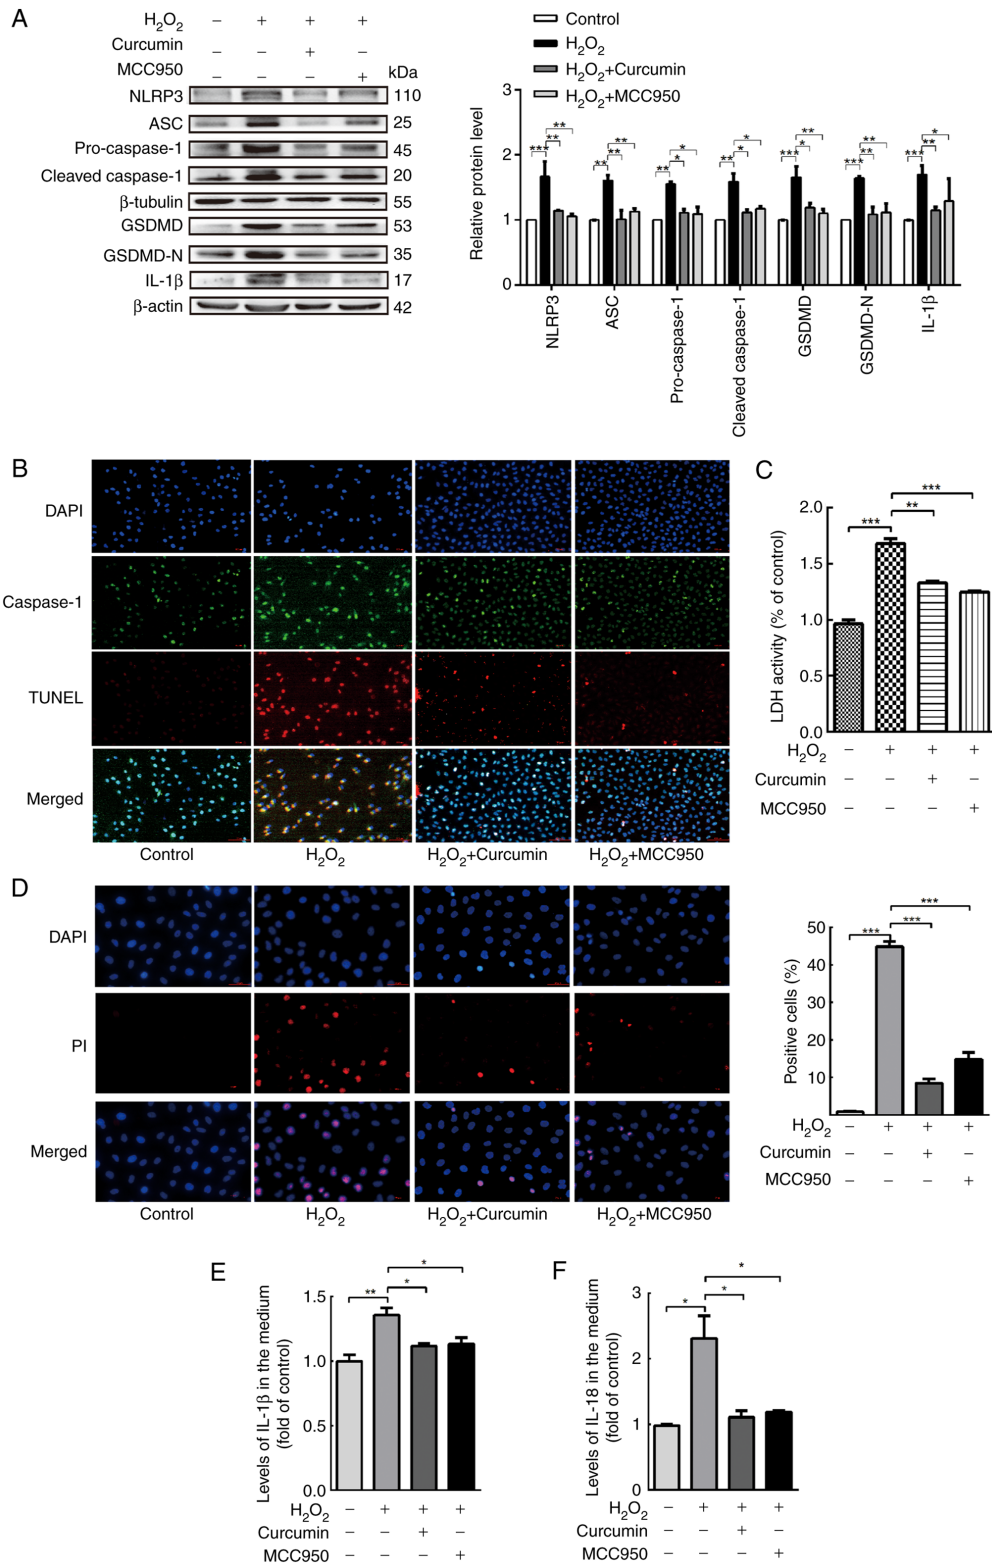 A
H2O2 – + + +
Curcumin – – + –
MCC950 – – – +
kDa
NLRP3 110
ASC 25
Pro-caspase-1 45
Cleaved caspase-1 20
β-tubulin 55
GSDMD 53
GSDMD-N 35
IL-1β 17
β-actin 42
Control
H2O2
H2O2+Curcumin
H2O2+MCC950
Relative protein level
3
2
1
0
*** ** **
** ** **
** * *
** * *
*** * **
*** ** **
*** ** *
NLRP3
ASC
Pro-caspase-1
Cleaved caspase-1
GSDMD
GSDMD-N
IL-1β
B
DAPI
Caspase-1
TUNEL
Merged
Control H2O2 H2O2+Curcumin H2O2+MCC950
C
LDH activity (% of control)
2.0
1.5
1.0
0.5
0.0
*** ** ***
H2O2 – + + +
Curcumin – – + –
MCC950 – – – +
D
DAPI
PI
Merged
Control H2O2 H2O2+Curcumin H2O2+MCC950
Positive cells (%)
50
40
30
20
10
*** *** ***
H2O2 – + + +
Curcumin – – + –
MCC950 – – – +
E
Levels of IL-1β in the medium
(fold of control)
1.5
1.0
0.5
0.0
** * *
H2O2 – + + +
Curcumin – – + –
MCC950 – – – +
F
Levels of IL-18 in the medium
(fold of control)
3
2
1
0
* * *
H2O2 – + + +
Curcumin – – + –
MCC950 – – – +